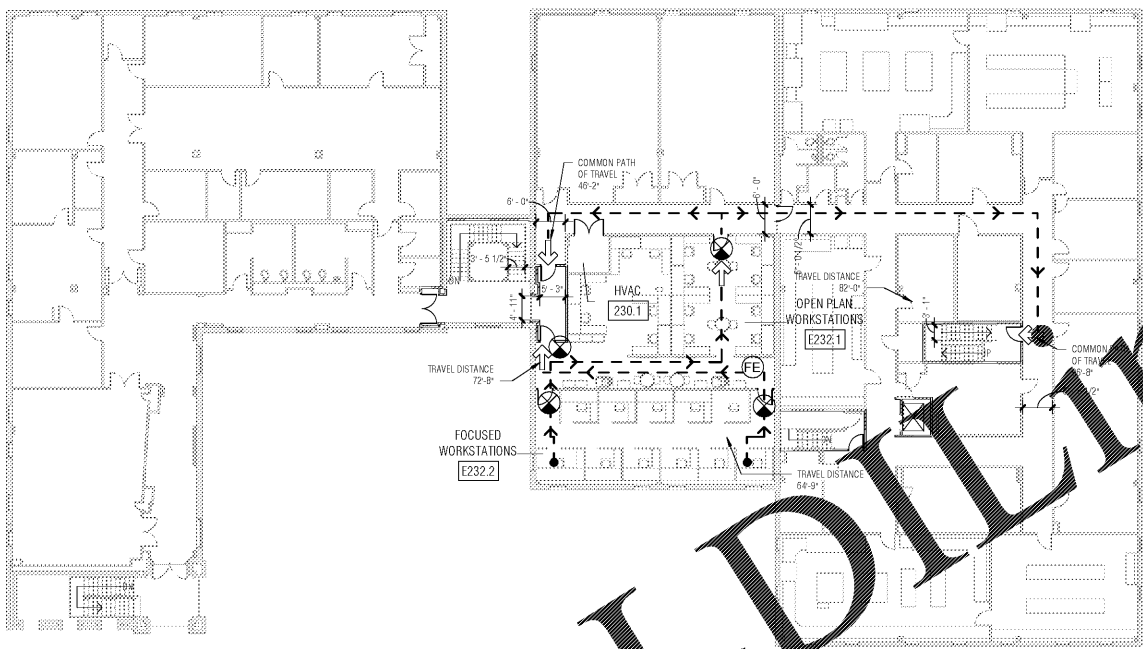 COMMON PATH
OF TRAVEL
46'-2"
6' - 0"
3' - 5 1/2"
5' - 3"
4' - 11"
HVAC
230.1
TRAVEL DISTANCE
82'-0"
OPEN PLAN
WORKSTATIONS
E232.1
COMMON
OF TRAVEL
TRAVEL DISTANCE
72'-8"
FE
FOCUSED
WORKSTATIONS
E232.2
TRAVEL DISTANCE
64'-9"